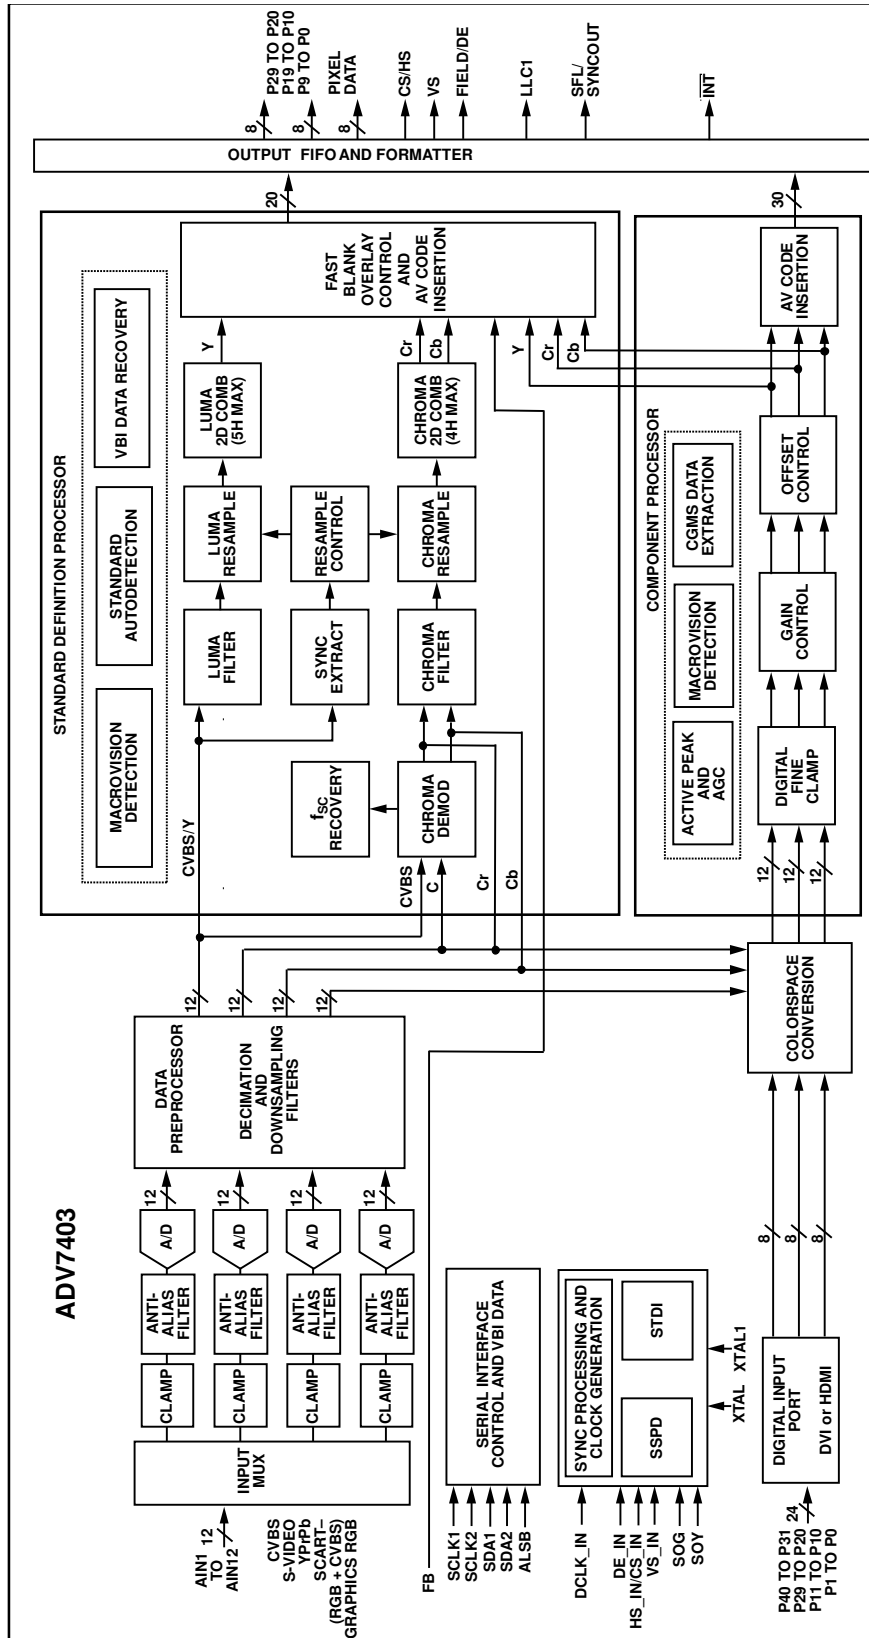 ADV7403
AIN1
TO
AIN12
12
CVBS
S-VIDEO
YPrPb
SCART–
(RGB + CVBS)
GRAPHICS RGB
INPUT
MUX
CLAMP
ANTI-
ALIAS
FILTER
A/D
12
CLAMP
ANTI-
ALIAS
FILTER
A/D
12
CLAMP
ANTI-
ALIAS
FILTER
A/D
12
CLAMP
ANTI-
ALIAS
FILTER
A/D
12
DATA
PREPROCESSOR
DECIMATION
AND
DOWNSAMPLING
FILTERS
12
12
12
12
FB
SCLK1
SCLK2
SDA1
SDA2
ALSB
SERIAL INTERFACE
CONTROL AND VBI DATA
DCLK_IN
DE_IN
HS_IN/CS_IN
VS_IN
SOG
SOY
SYNC PROCESSING AND
CLOCK GENERATION
SSPD
STDI
XTAL
XTAL1
P40 TO P31
P29 TO P20
P11 TO P10
P1 TO P0
24
DIGITAL INPUT
PORT
DVI or HDMI
8
8
8
COLORSPACE
CONVERSION
12
12
12
STANDARD DEFINITION PROCESSOR
MACROVISION
DETECTION
STANDARD
AUTODETECTION
VBI DATA RECOVERY
CVBS/Y
LUMA
FILTER
LUMA
RESAMPLE
LUMA
2D COMB
(5H MAX)
Y
SYNC
EXTRACT
RESAMPLE
CONTROL
fSC
RECOVERY
CVBS
C
CHROMA
DEMOD
CHROMA
FILTER
CHROMA
RESAMPLE
CHROMA
2D COMB
(4H MAX)
Cr
Cb
Cr
Cb
Y
Cr
Cb
FAST
BLANK
OVERLAY
CONTROL
AND
AV CODE
INSERTION
20
COMPONENT PROCESSOR
ACTIVE PEAK
AND
AGC
MACROVISION
DETECTION
CGMS DATA
EXTRACTION
DIGITAL
FINE
CLAMP
GAIN
CONTROL
OFFSET
CONTROL
AV CODE
INSERTION
30
OUTPUT FIFO AND FORMATTER
8
8
8
P29 TO P20
P19 TO P10
P9 TO P0
PIXEL
DATA
CS/HS
VS
FIELD/DE
LLC1
SFL/
SYNCOUT
INT